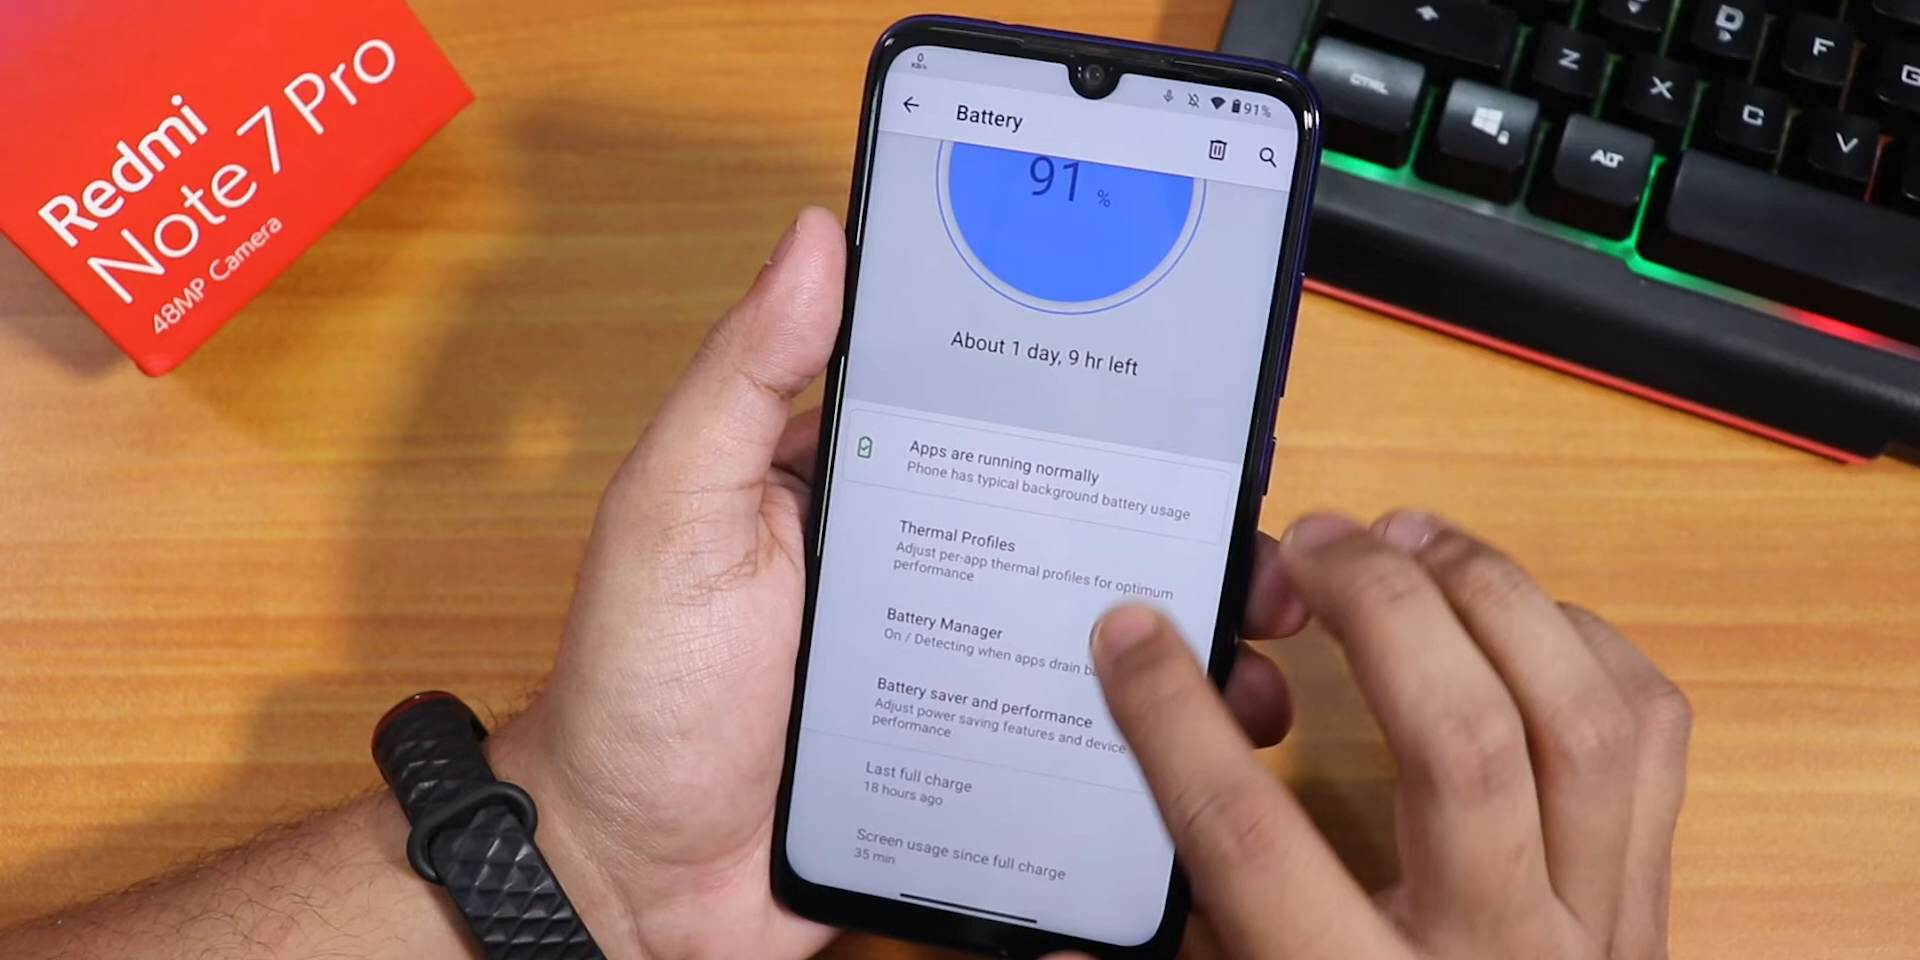 Redmi
Note 7 Pro
48MP Camera
0
KB/s
91%
Battery
91 %
About 1 day, 9 hr left
Apps are running normally
Phone has typical background battery usage
Thermal Profiles
Adjust per-app thermal profiles for optimum
performance
Battery Manager
On / Detecting when apps drain
Battery saver and performance
Adjust power saving features and device
performance
Last full charge
18 hours ago
Screen usage since full charge
35 min
D
F
G
Z
X
C
V
CTRL
ALT